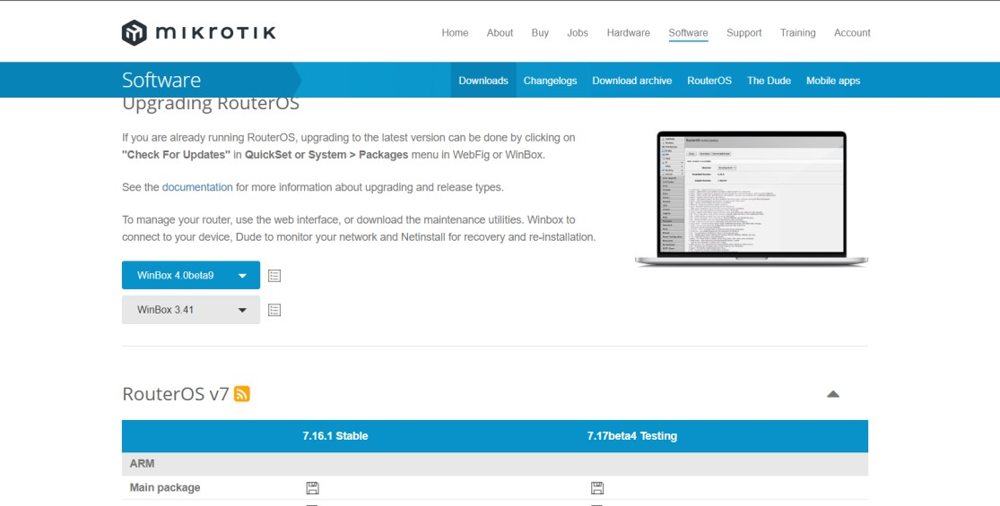 mikrotik
Home About Buy Jobs Hardware Software Support Training Account
Software
Downloads Changelogs Download archive RouterOS The Dude Mobile apps
Upgrading RouterOS
If you are already running RouterOS, upgrading to the latest version can be done by clicking on
"Check For Updates" in QuickSet or System > Packages menu in WebFig or WinBox.
See the documentation for more information about upgrading and release types.
To manage your router, use the web interface, or download the maintenance utilities. Winbox to
connect to your device, Dude to monitor your network and Netinstall for recovery and re-installation.
WinBox 4.0beta9
WinBox 3.41
RouterOS v7
7.16.1 Stable 7.17beta4 Testing
ARM
Main package